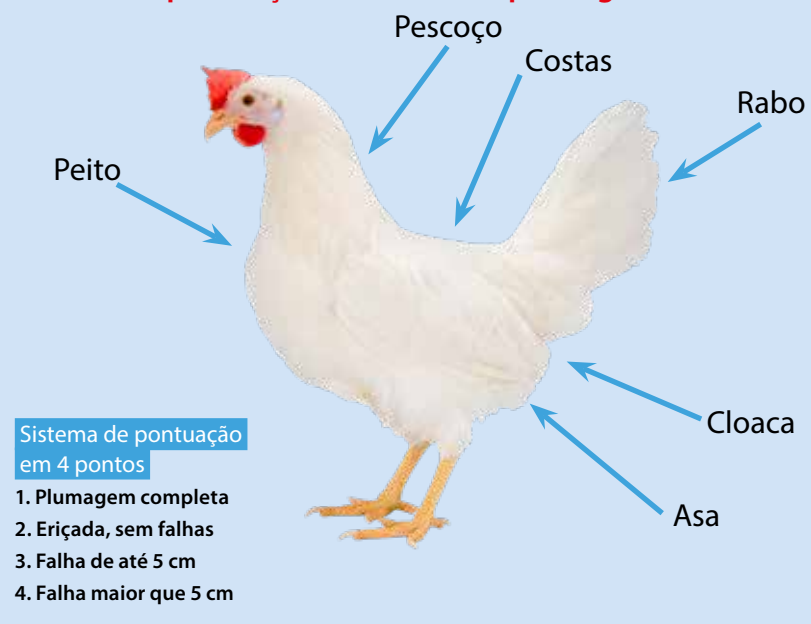 Pescoço
Costas
Rabo
Peito
Cloaca
Asa
Sistema de pontuação
em 4 pontos
1. Plumagem completa
2. Eriçada, sem falhas
3. Falha de até 5 cm
4. Falha maior que 5 cm